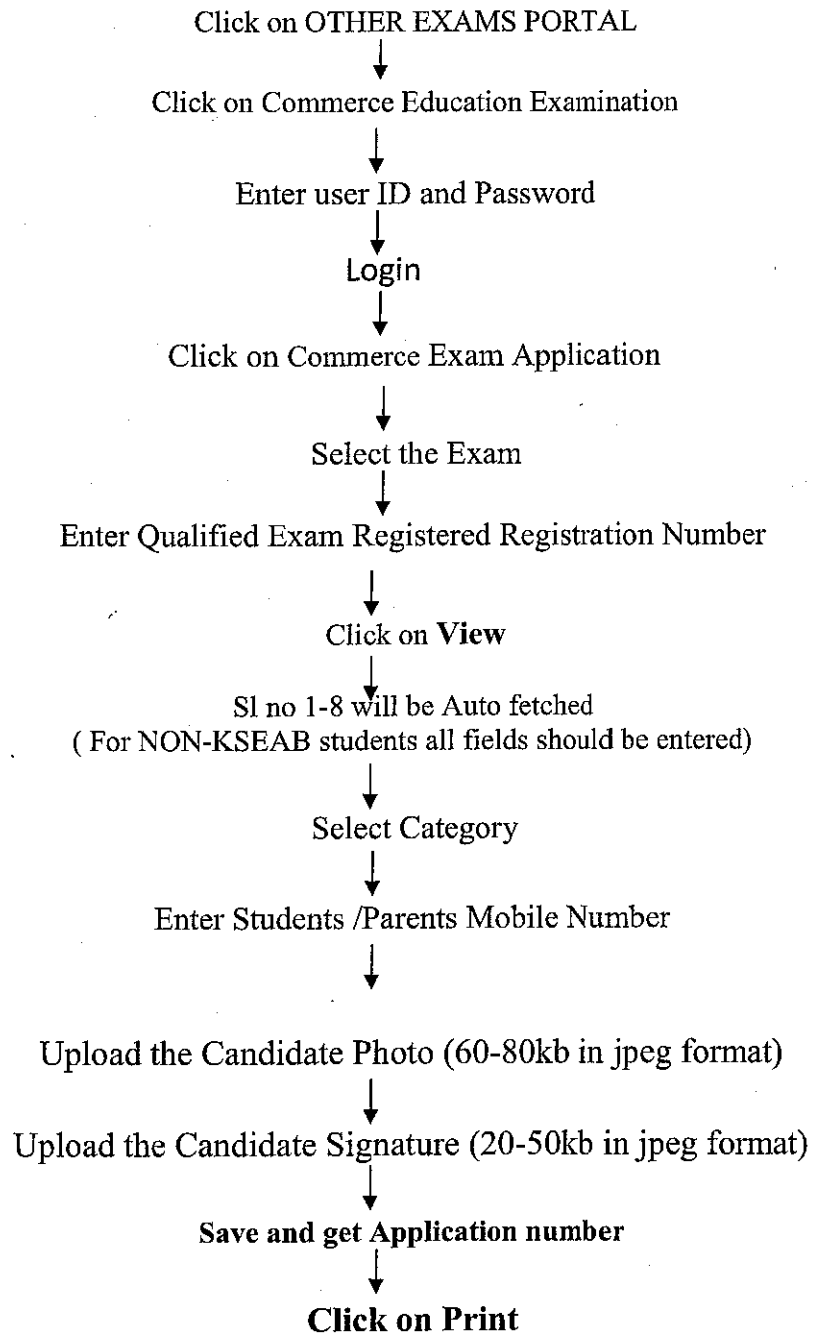 Click on OTHER EXAMS PORTAL
Click on Commerce Education Examination
Enter user ID and Password
Login
Click on Commerce Exam Application
Select the Exam
Enter Qualified Exam Registered Registration Number
Click on View
Sl no 1-8 will be Auto fetched
( For NON-KSEAB students all fields should be entered)
Select Category
Enter Students /Parents Mobile Number
Upload the Candidate Photo (60-80kb in jpeg format)
Upload the Candidate Signature (20-50kb in jpeg format)
Save and get Application number
Click on Print